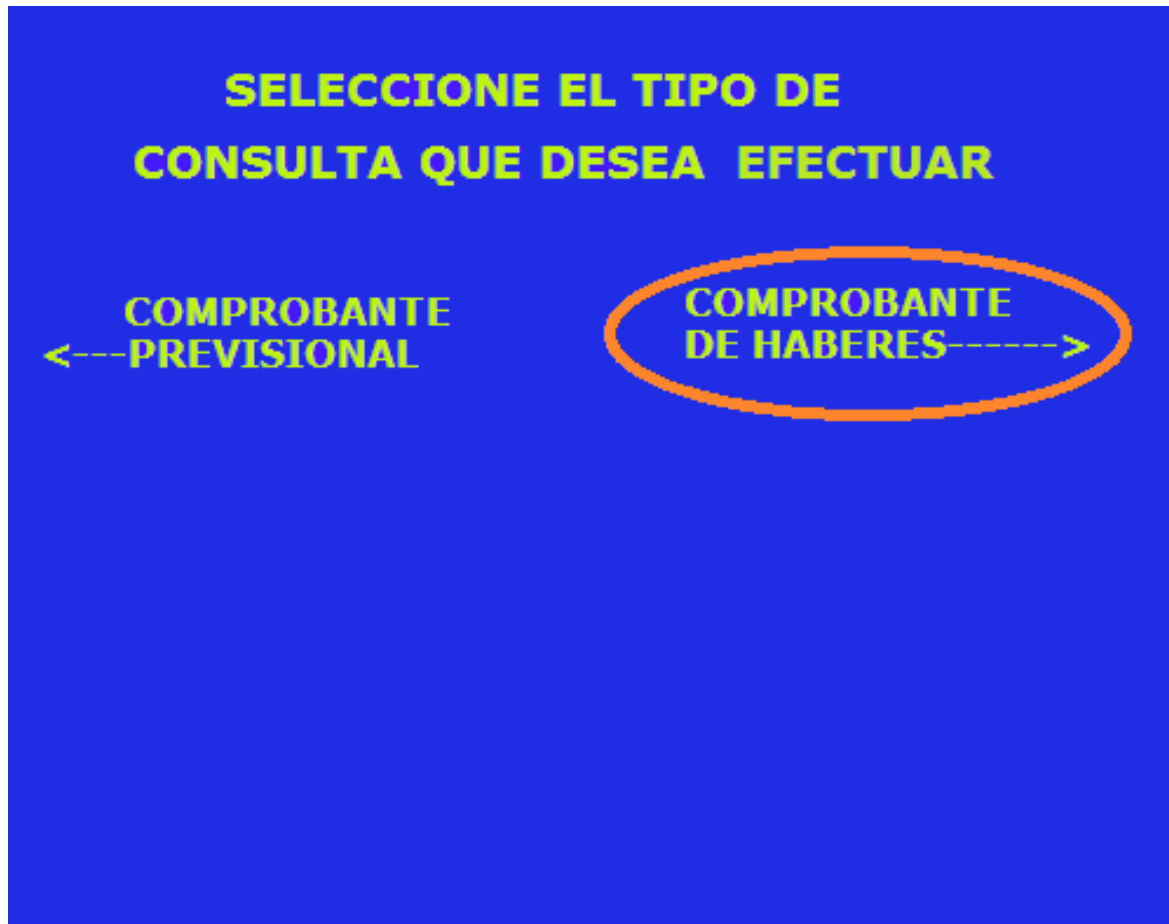 SELECCIONE EL TIPO DE
CONSULTA QUE DESEA EFECTUAR
COMPROBANTE
<---PREVISIONAL
COMPROBANTE
DE HABERES------>